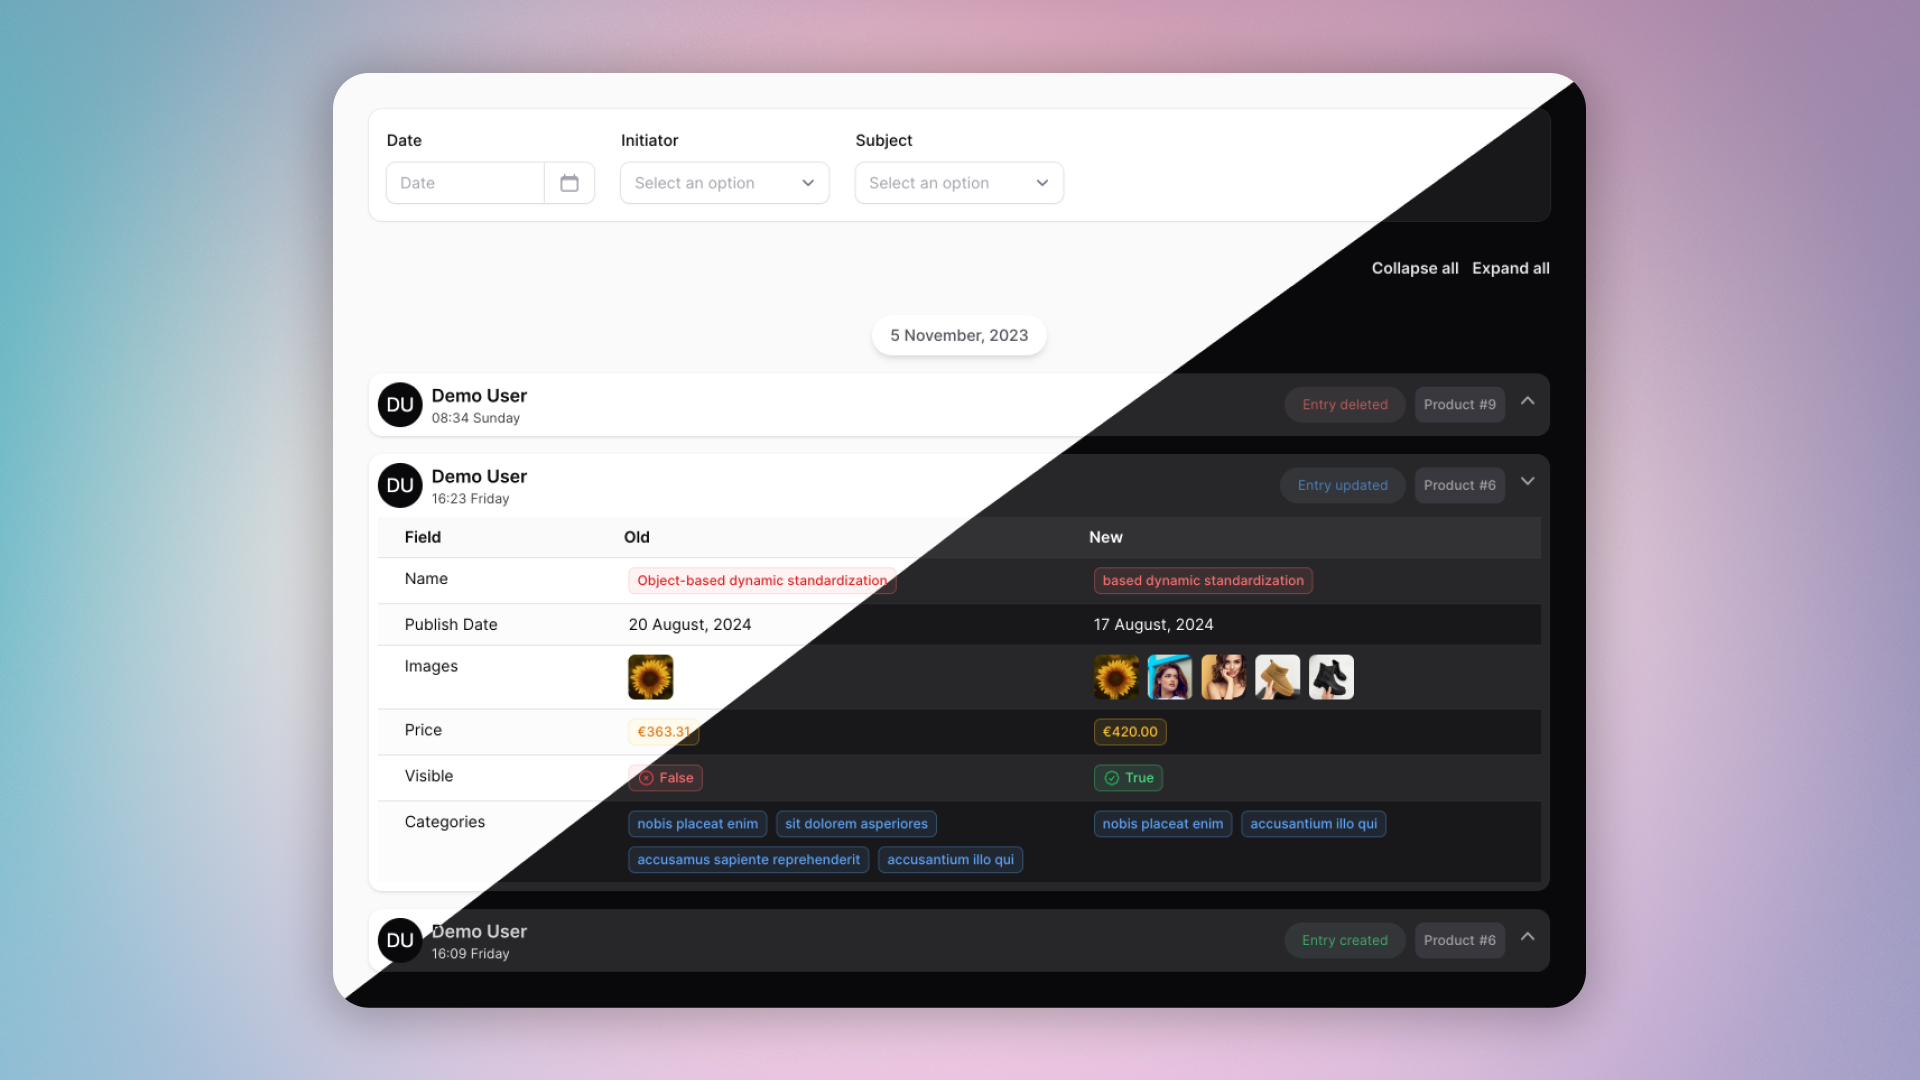 Date Initiator Subject
Date Select an option Select an option
Collapse all Expand all
5 November, 2023
DU Demo User Entry deleted Product #9
08:34 Sunday
DU Demo User Entry updated Product #6
16:23 Friday
Field Old New
Name Object-based dynamic standardization based dynamic standardization
Publish Date 20 August, 2024 17 August, 2024
Images
Price €363.31 €420.00
Visible False True
Categories nobis placeat enim sit dolorem asperiores nobis placeat enim accusantium illo qui
accusamus sapiente reprehenderit accusantium illo qui
DU Demo User Entry created Product #6
16:09 Friday